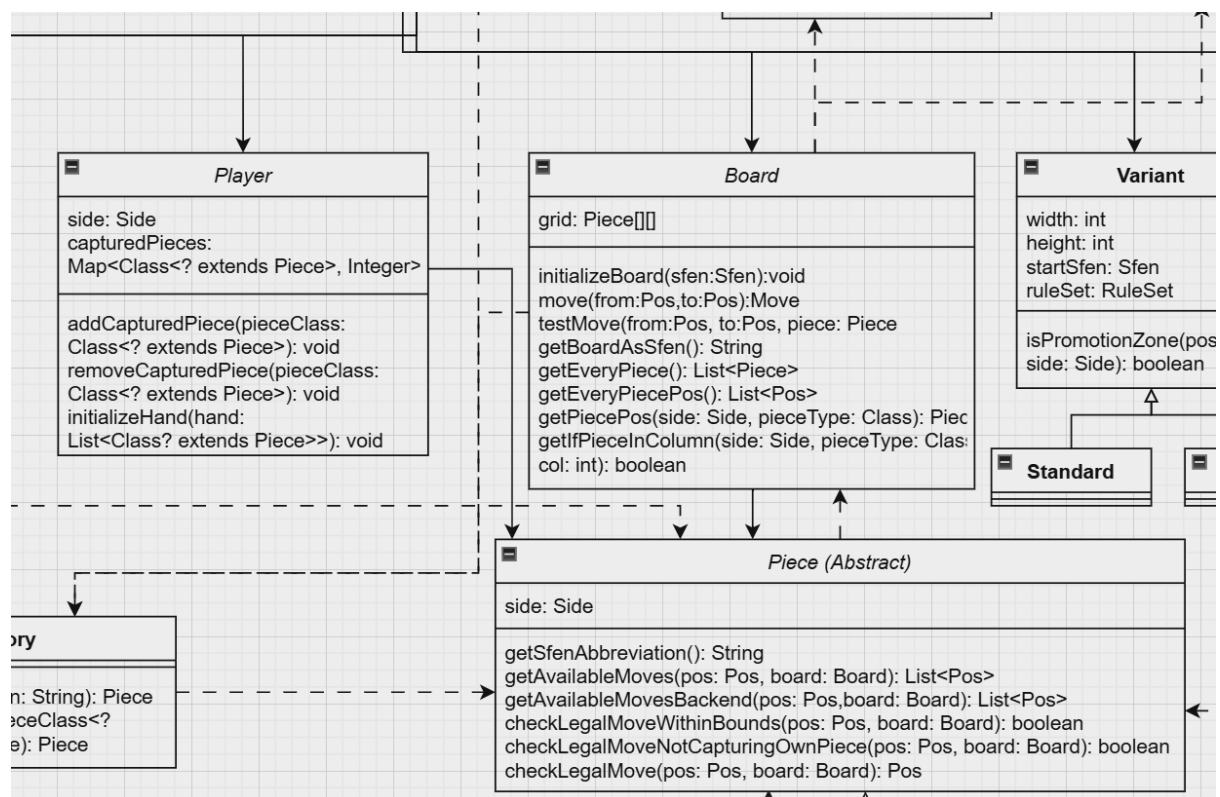 Player
side: Side
capturedPieces:
Map<Class<? extends Piece>, Integer>
addCapturedPiece(pieceClass:
Class<? extends Piece>): void
removeCapturedPiece(pieceClass:
Class<? extends Piece>): void
initializeHand(hand:
List<Class? extends Piece>>): void
Board
grid: Piece[][]
initializeBoard(sfen:Sfen):void
move(from:Pos,to:Pos):Move
testMove(from:Pos, to:Pos, piece: Piece
getBoardAsSfen(): String
getEveryPiece(): List<Piece>
getEveryPiecePos(): List<Pos>
getPiecePos(side: Side, pieceType: Class): Piec
getIfPieceInColumn(side: Side, pieceType: Clas
col: int): boolean
Variant
width: int
height: int
startSfen: Sfen
ruleSet: RuleSet
isPromotionZone(pos
side: Side): boolean
Standard
Piece (Abstract)
side: Side
getSfenAbbreviation(): String
getAvailableMoves(pos: Pos, board: Board): List<Pos>
getAvailableMovesBackend(pos: Pos,board: Board): List<Pos>
checkLegalMoveWithinBounds(pos: Pos, board: Board): boolean
checkLegalMoveNotCapturingOwnPiece(pos: Pos, board: Board): boolean
checkLegalMove(pos: Pos, board: Board): Pos
ory
n: String): Piece
eceClass<?
e): Piece